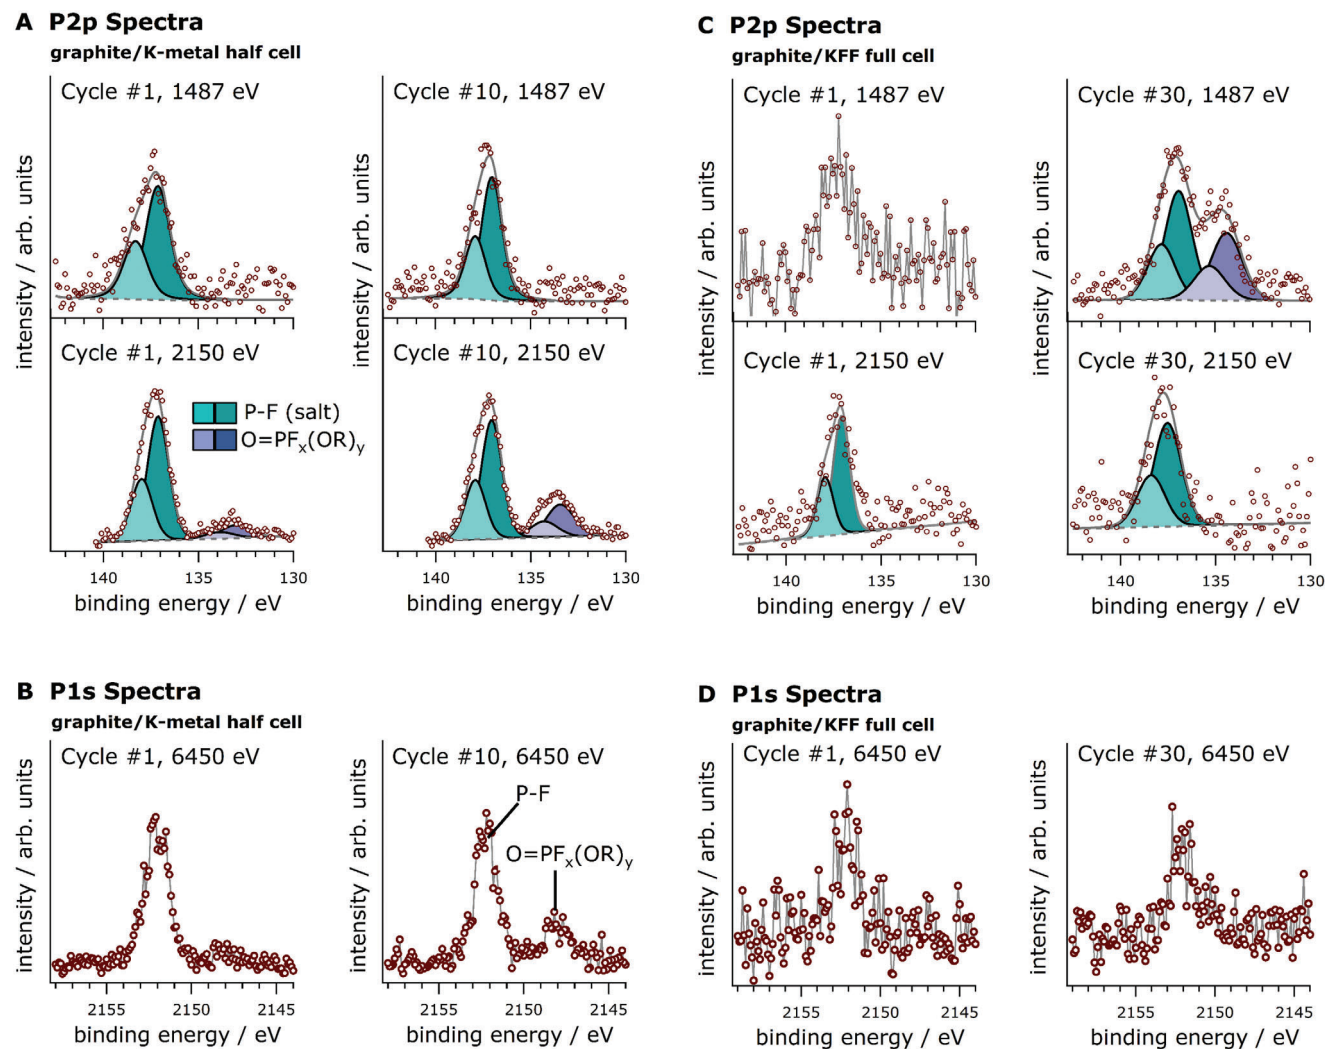 A P2p Spectra
graphite/K-metal half cell
intensity / arb. units
Cycle #1, 1487 eV
intensity / arb. units
Cycle #10, 1487 eV
Cycle #1, 2150 eV
P-F (salt)
O=PFx(OR)y
Cycle #10, 2150 eV
140 135 130
binding energy / eV
140 135 130
binding energy / eV
C P2p Spectra
graphite/KFF full cell
intensity / arb. units
Cycle #1, 1487 eV
intensity / arb. units
Cycle #30, 1487 eV
Cycle #1, 2150 eV
Cycle #30, 2150 eV
140 135 130
binding energy / eV
140 135 130
binding energy / eV
B P1s Spectra
graphite/K-metal half cell
intensity / arb. units
Cycle #1, 6450 eV
2155 2150 2145
binding energy / eV
intensity / arb. units
Cycle #10, 6450 eV
P-F
O=PFx(OR)y
2155 2150 2145
binding energy / eV
D P1s Spectra
graphite/KFF full cell
intensity / arb. units
Cycle #1, 6450 eV
2155 2150 2145
binding energy / eV
intensity / arb. units
Cycle #30, 6450 eV
2155 2150 2145
binding energy / eV